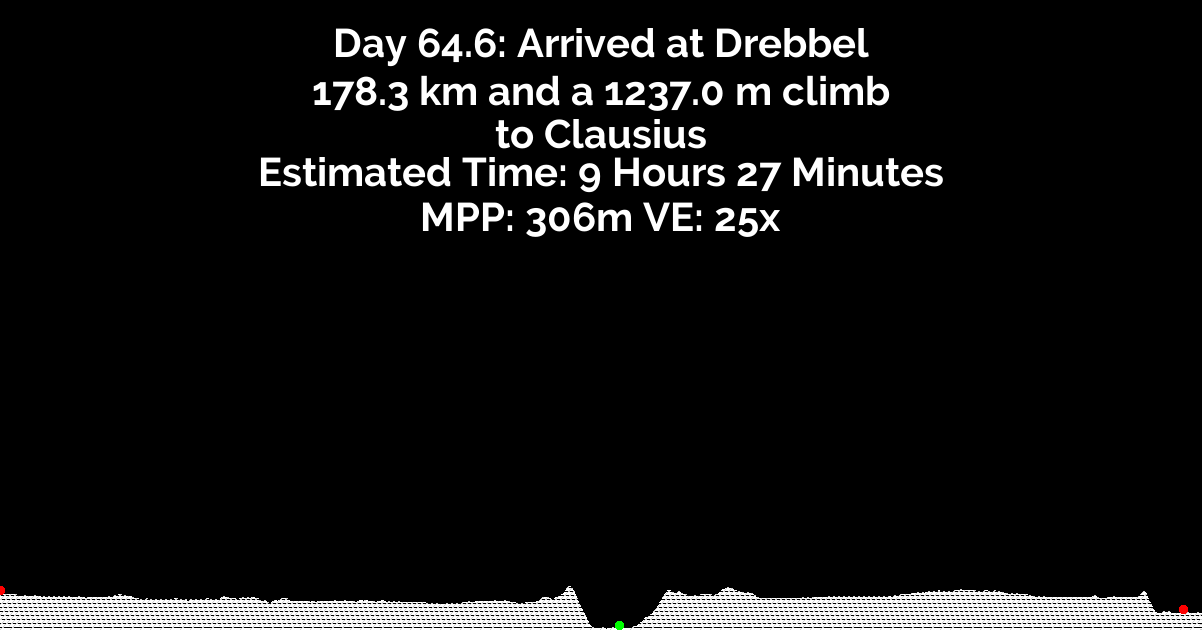 Day 64.6: Arrived at Drebbel
178.3 km and a 1237.0 m climb
to Clausius
Estimated Time: 9 Hours 27 Minutes
MPP: 306m VE: 25x